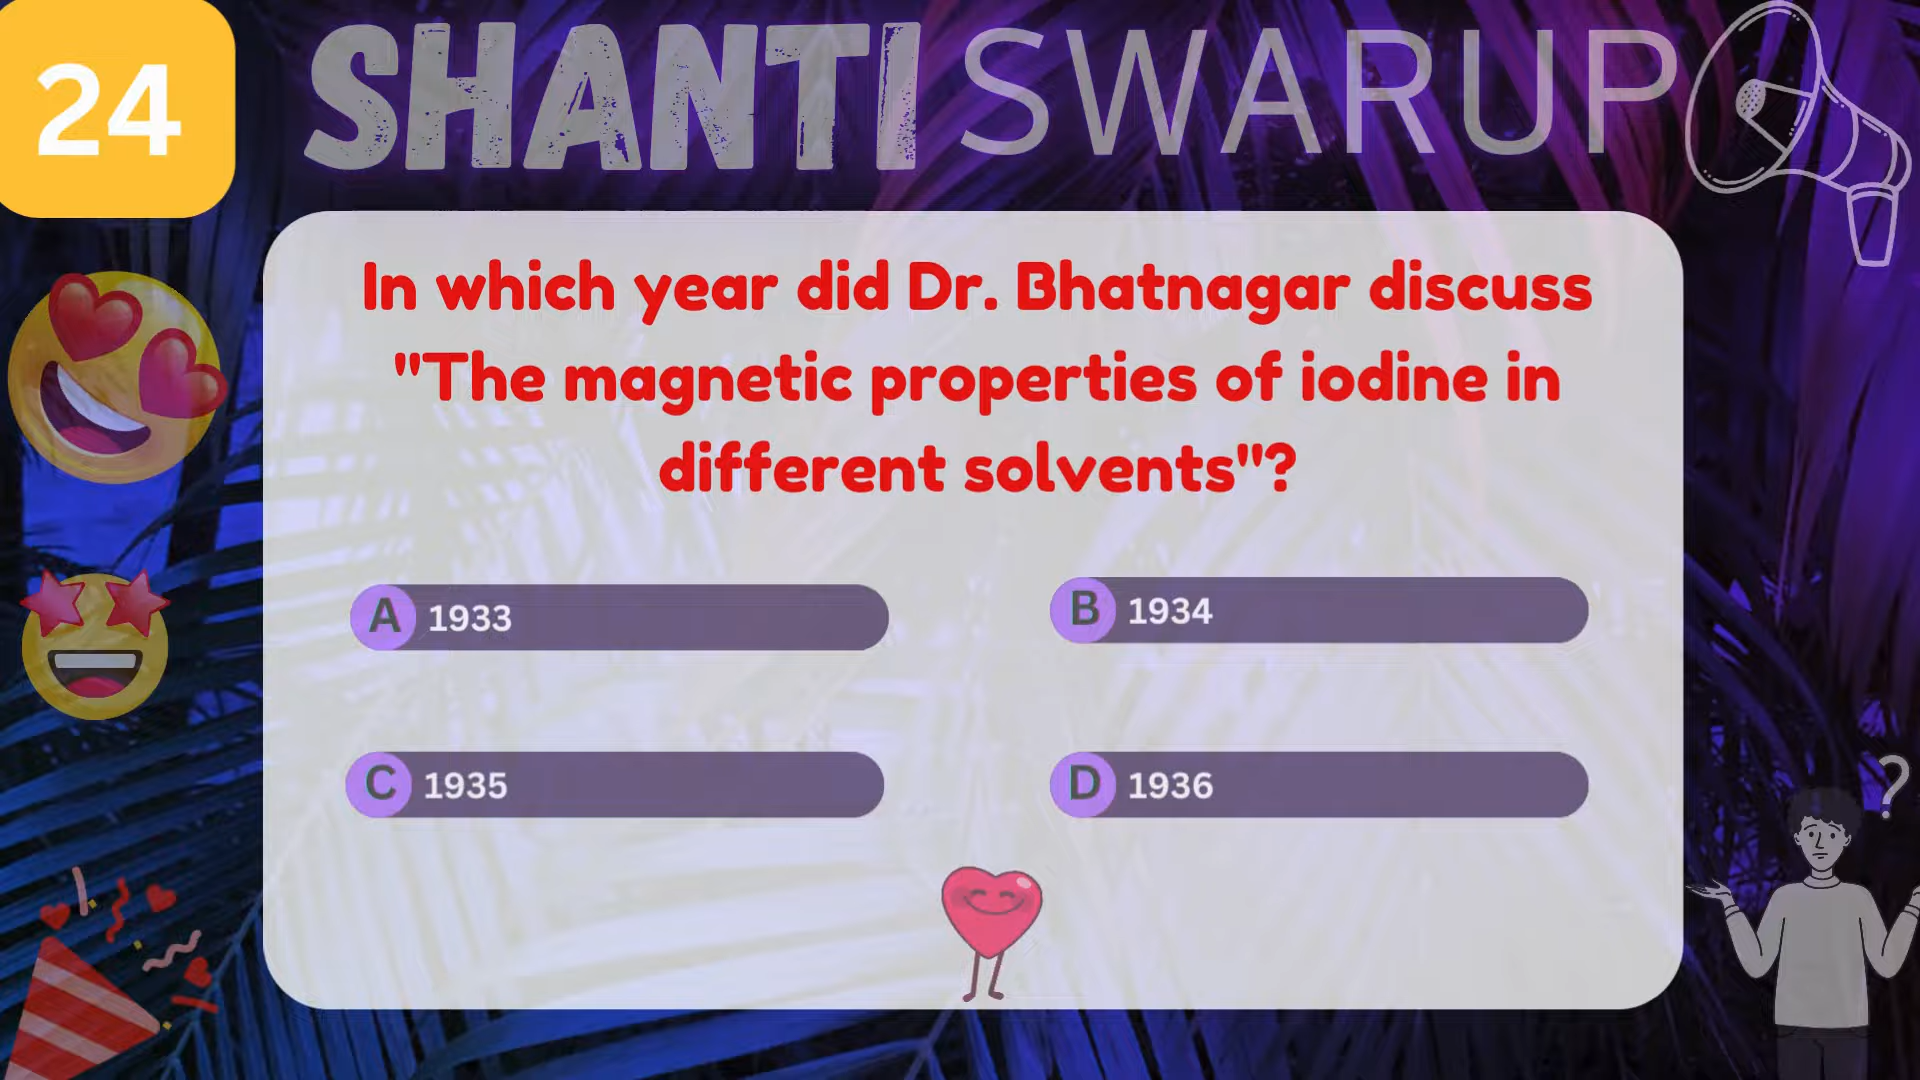 24
SHANTI SWARUP
In which year did Dr. Bhatnagar discuss
"The magnetic properties of iodine in
different solvents"?
A 1933
B 1934
C 1935
D 1936
?